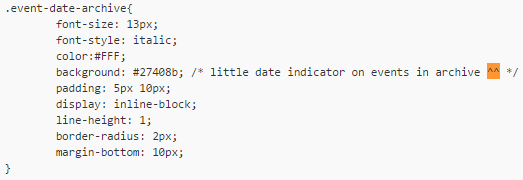 .event-date-archive{
        font-size: 13px;
        font-style: italic;
        color:#FFF;
        background: #27408b; /* little date indicator on events in archive ^^ */
        padding: 5px 10px;
        display: inline-block;
        line-height: 1;
        border-radius: 2px;
        margin-bottom: 10px;
}